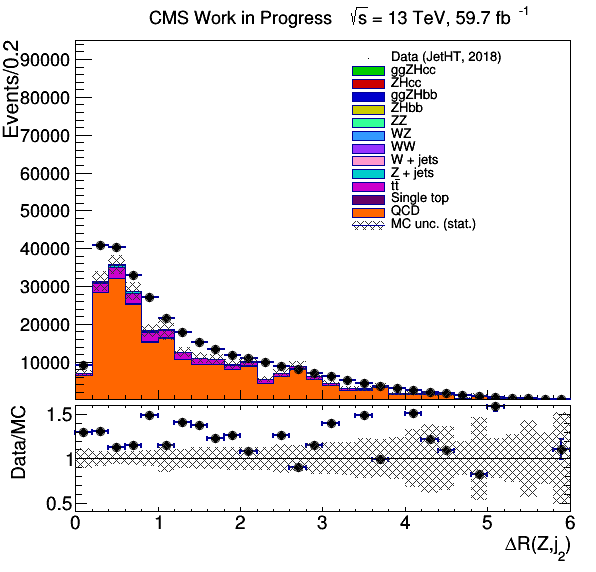 CMS Work in Progress √s = 13 TeV, 59.7 fb⁻¹
Events/0.2
90000
80000
70000
60000
50000
40000
30000
20000
10000
Data (JetHT, 2018)
ggZHcc
ZHcc
ggZHbb
ZHbb
ZZ
WZ
WW
W + jets
Z + jets
tt̄
Single top
QCD
MC unc. (stat.)
Data/MC
1.5
1
0.5
0 1 2 3 4 5 6
ΔR(Z,j₂)